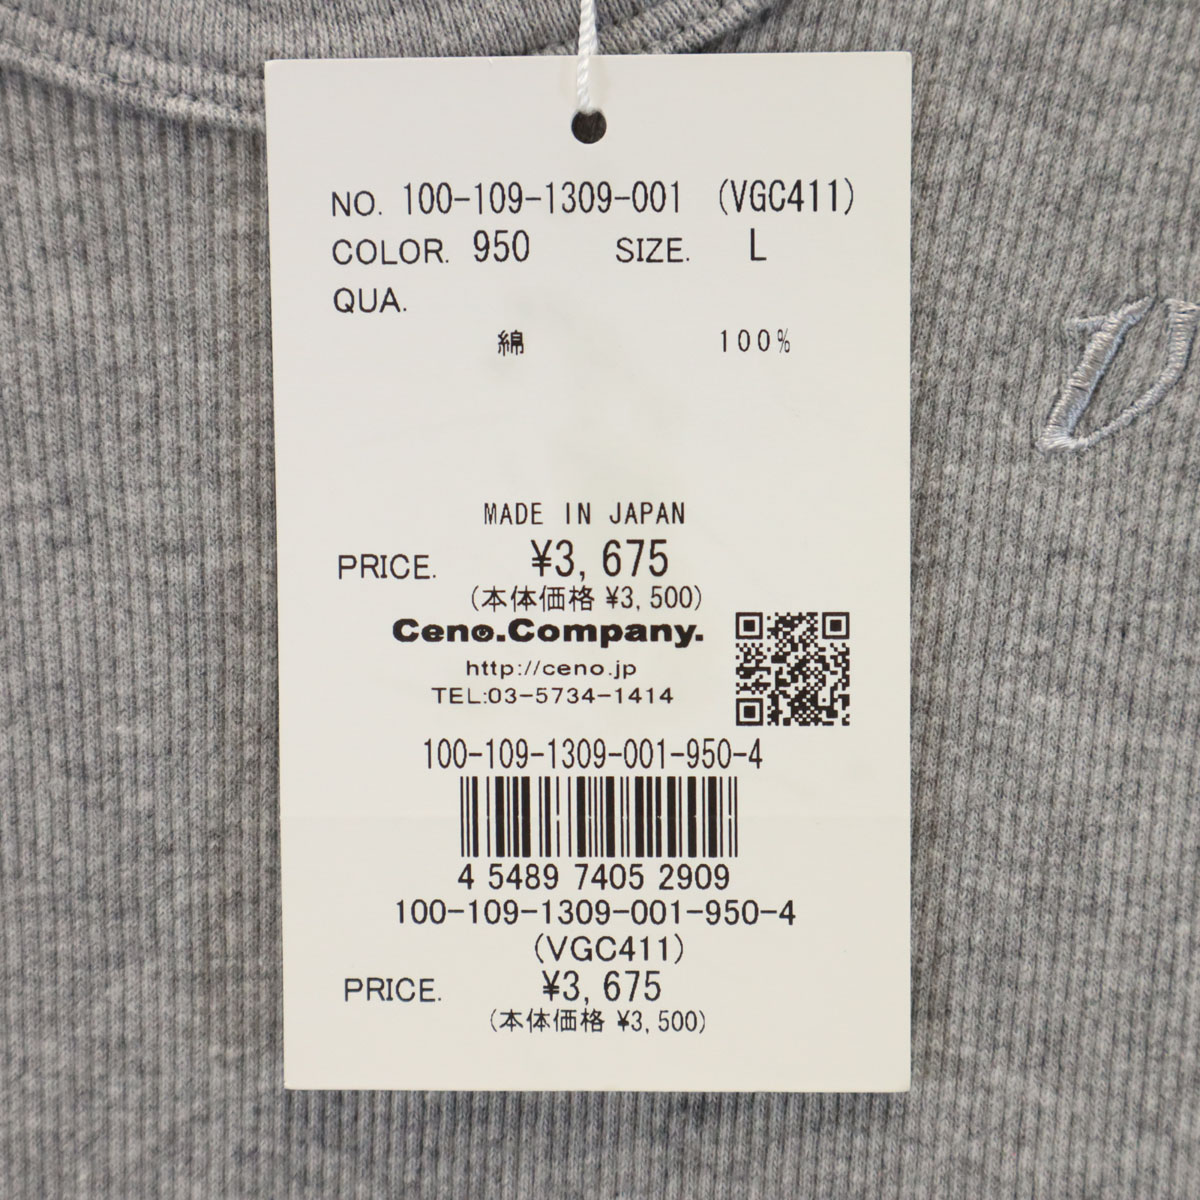 NO. 100-109-1309-001 (VGC411)
COLOR. 950 SIZE. L
QUA.
綿 100%
MADE IN JAPAN
PRICE. ¥3,675
(本体価格 ¥3,500)
Ceno.Company.
http://ceno.jp
TEL:03-5734-1414
100-109-1309-001-950-4
4 5489 7405 2909
100-109-1309-001-950-4
(VGC411)
PRICE. ¥3,675
(本体価格 ¥3,500)